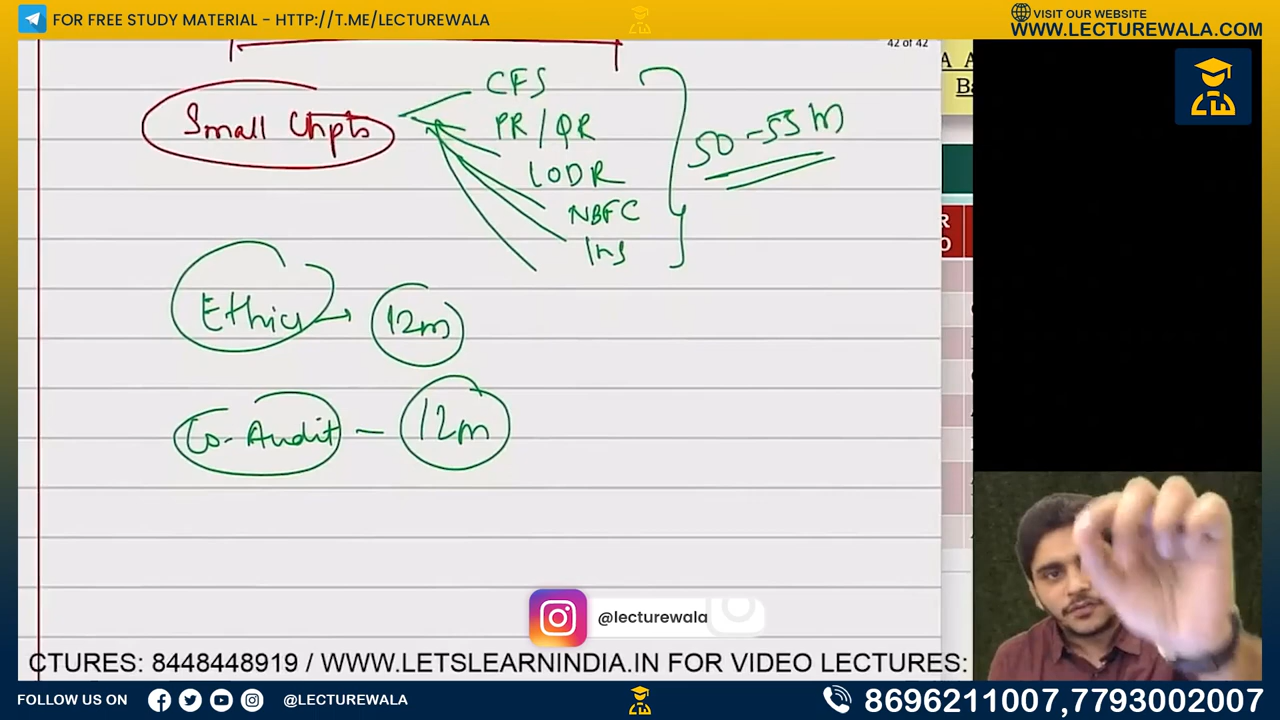 FOR FREE STUDY MATERIAL - HTTP://T.ME/LECTUREWALA
VISIT OUR WEBSITE
WWW.LECTUREWALA.COM
42 of 42
Small Chpts
CFS
PR/QR
LODR
NBFC
Ins
50-55 m
Ethics → 12m
Co-Audit - 12m
@lecturewala
CTURES: 8448448919 / WWW.LETSLEARNINDIA.IN FOR VIDEO LECTURES:
FOLLOW US ON
@LECTUREWALA
8696211007,7793002007